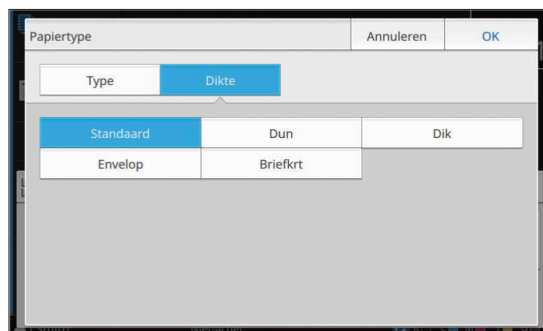 Papiertype Annuleren OK
Type Dikte
Standaard Dun Dik
Envelop Briefkrt